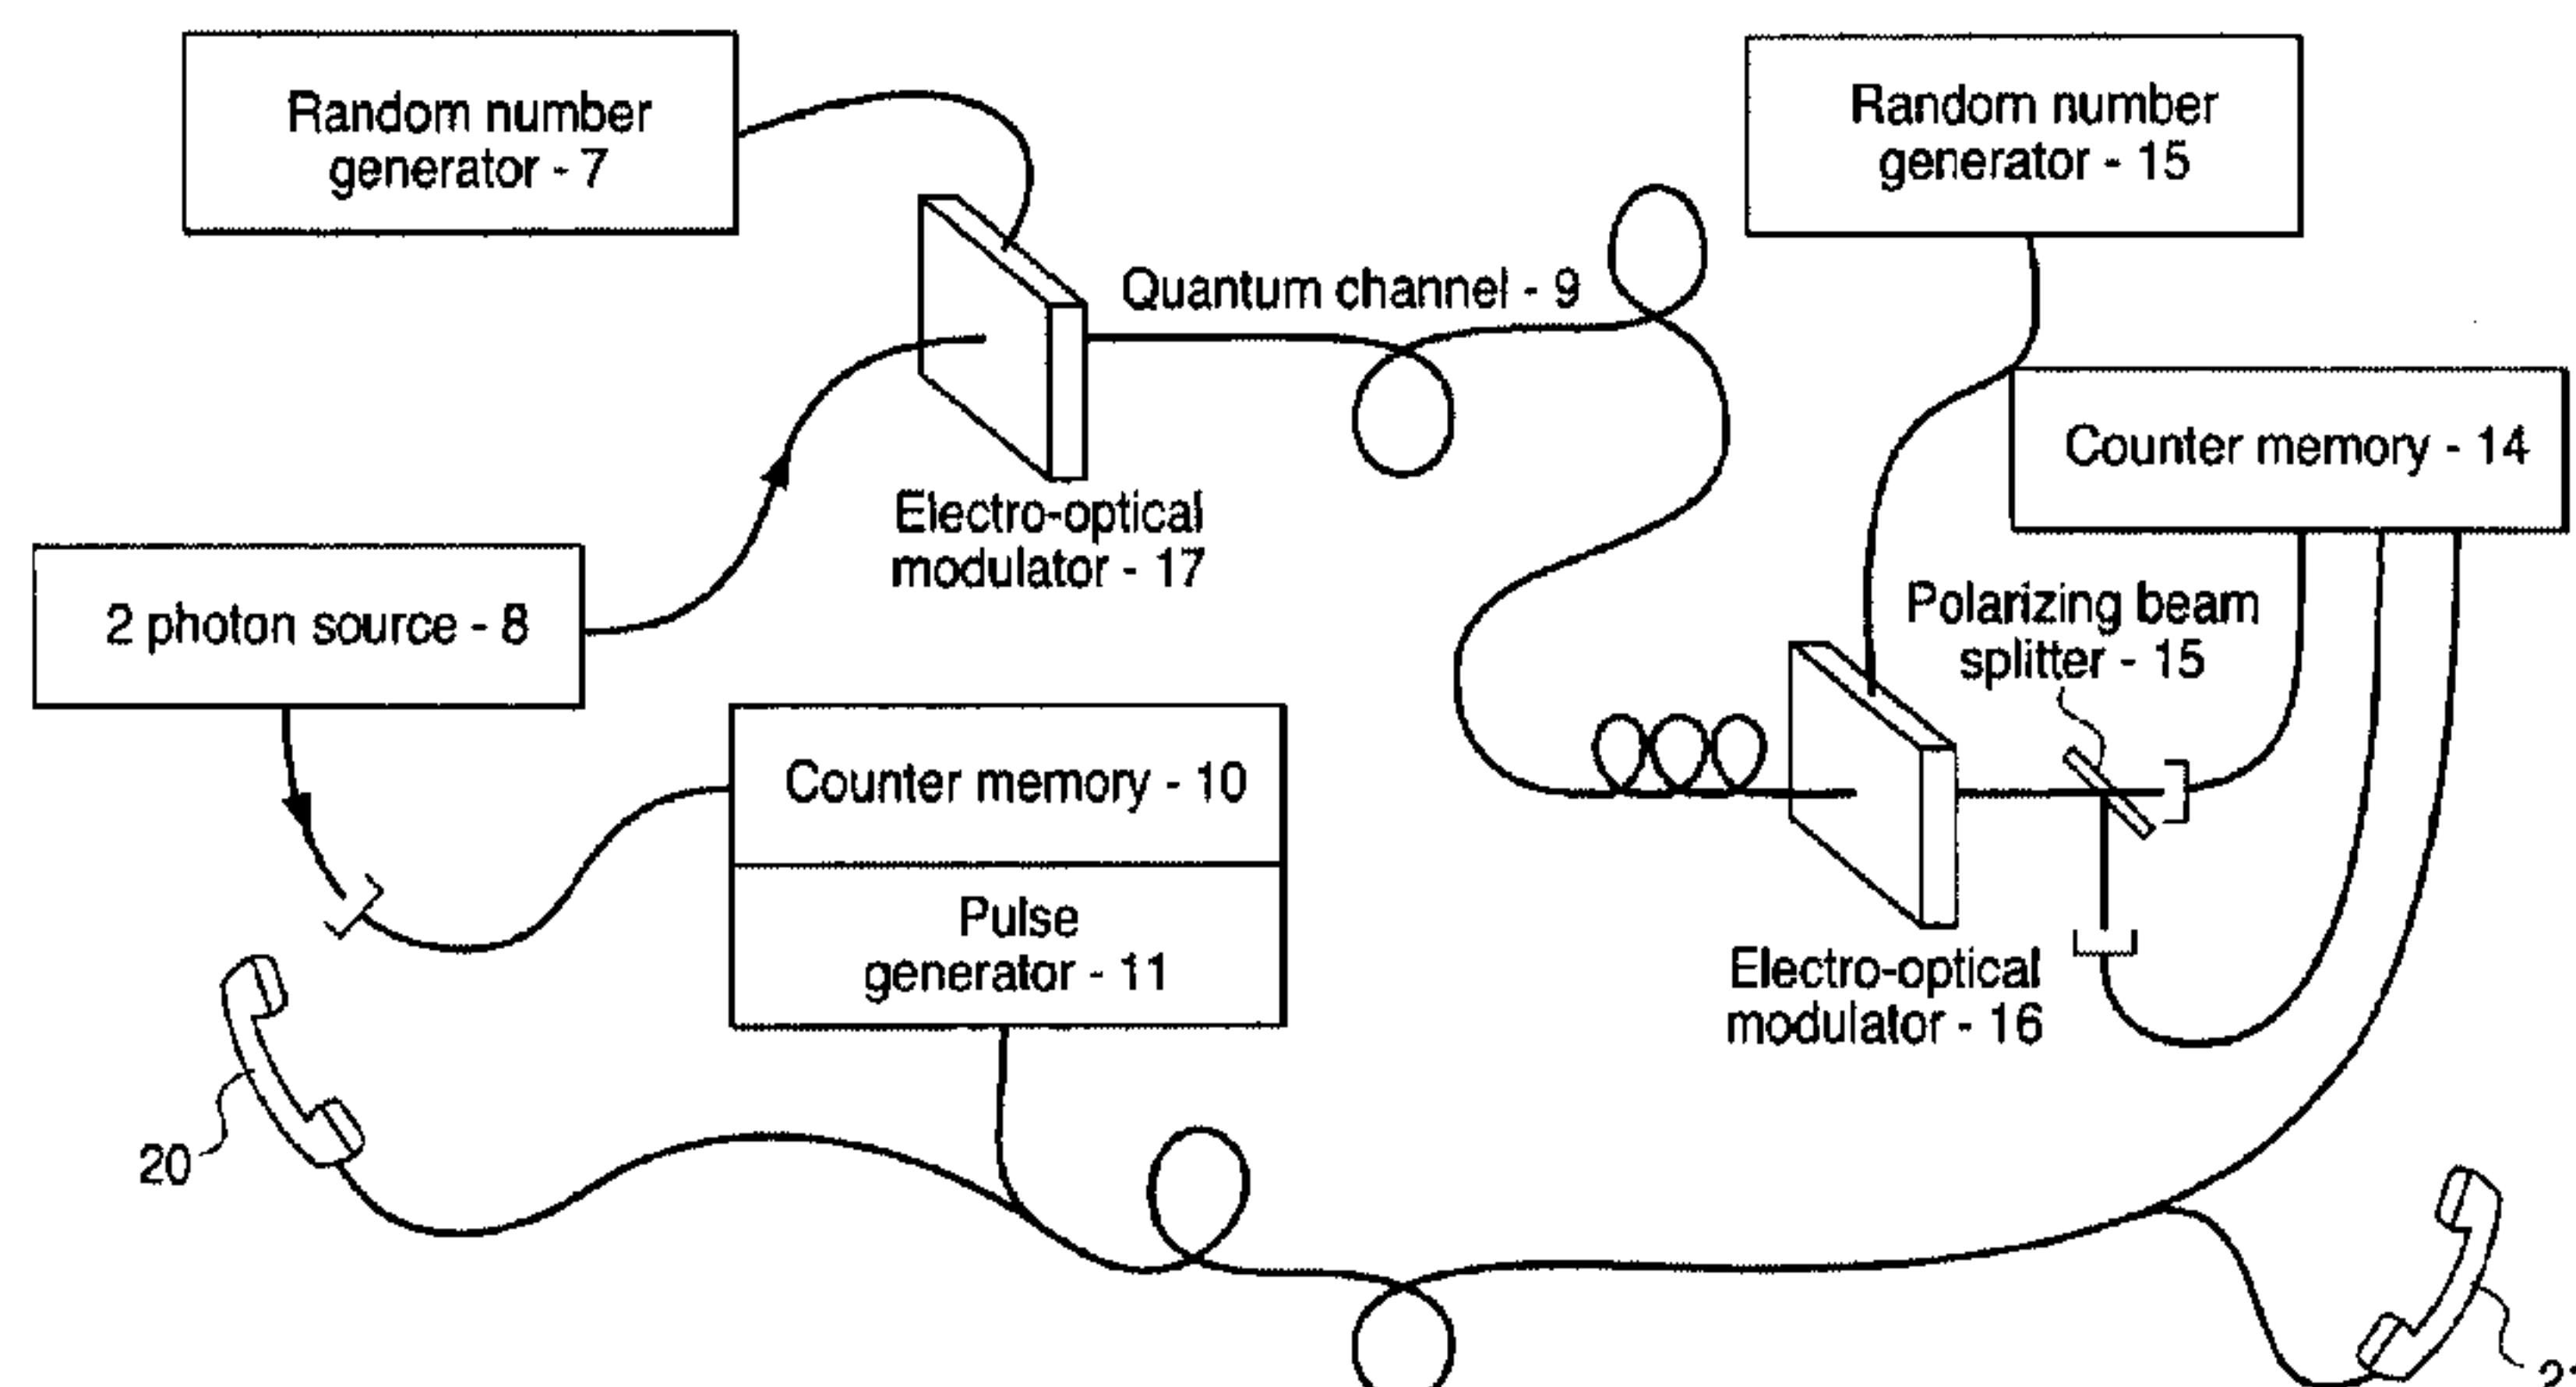 Random number
generator - 7
Random number
generator - 15
Quantum channel - 9
Electro-optical
modulator - 17
Counter memory - 14
2 photon source - 8
Polarizing beam
splitter - 15
Counter memory - 10
Pulse
generator - 11
Electro-optical
modulator - 16
20